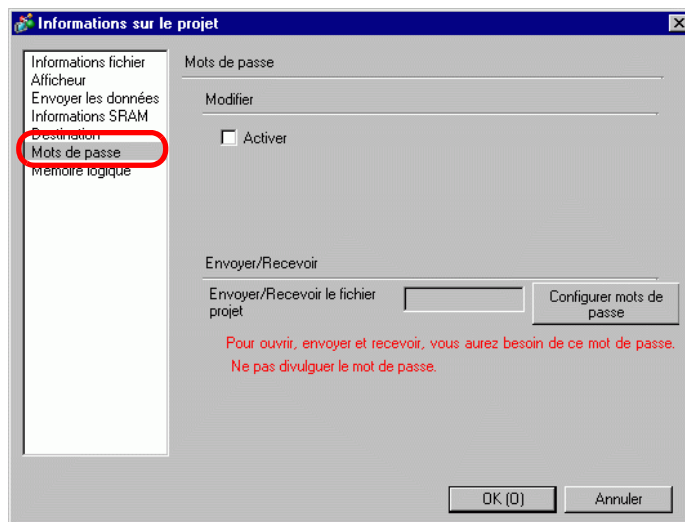 Informations sur le projet
Informations fichier
Afficheur
Envoyer les données
Informations SRAM
Destination
Mots de passe
Mémoire logique
Mots de passe
Modifier
Activer
Envoyer/Recevoir
Envoyer/Recevoir le fichier
projet
Configurer mots de
passe
Pour ouvrir, envoyer et recevoir, vous aurez besoin de ce mot de passe.
Ne pas divulguer le mot de passe.
OK (O)
Annuler